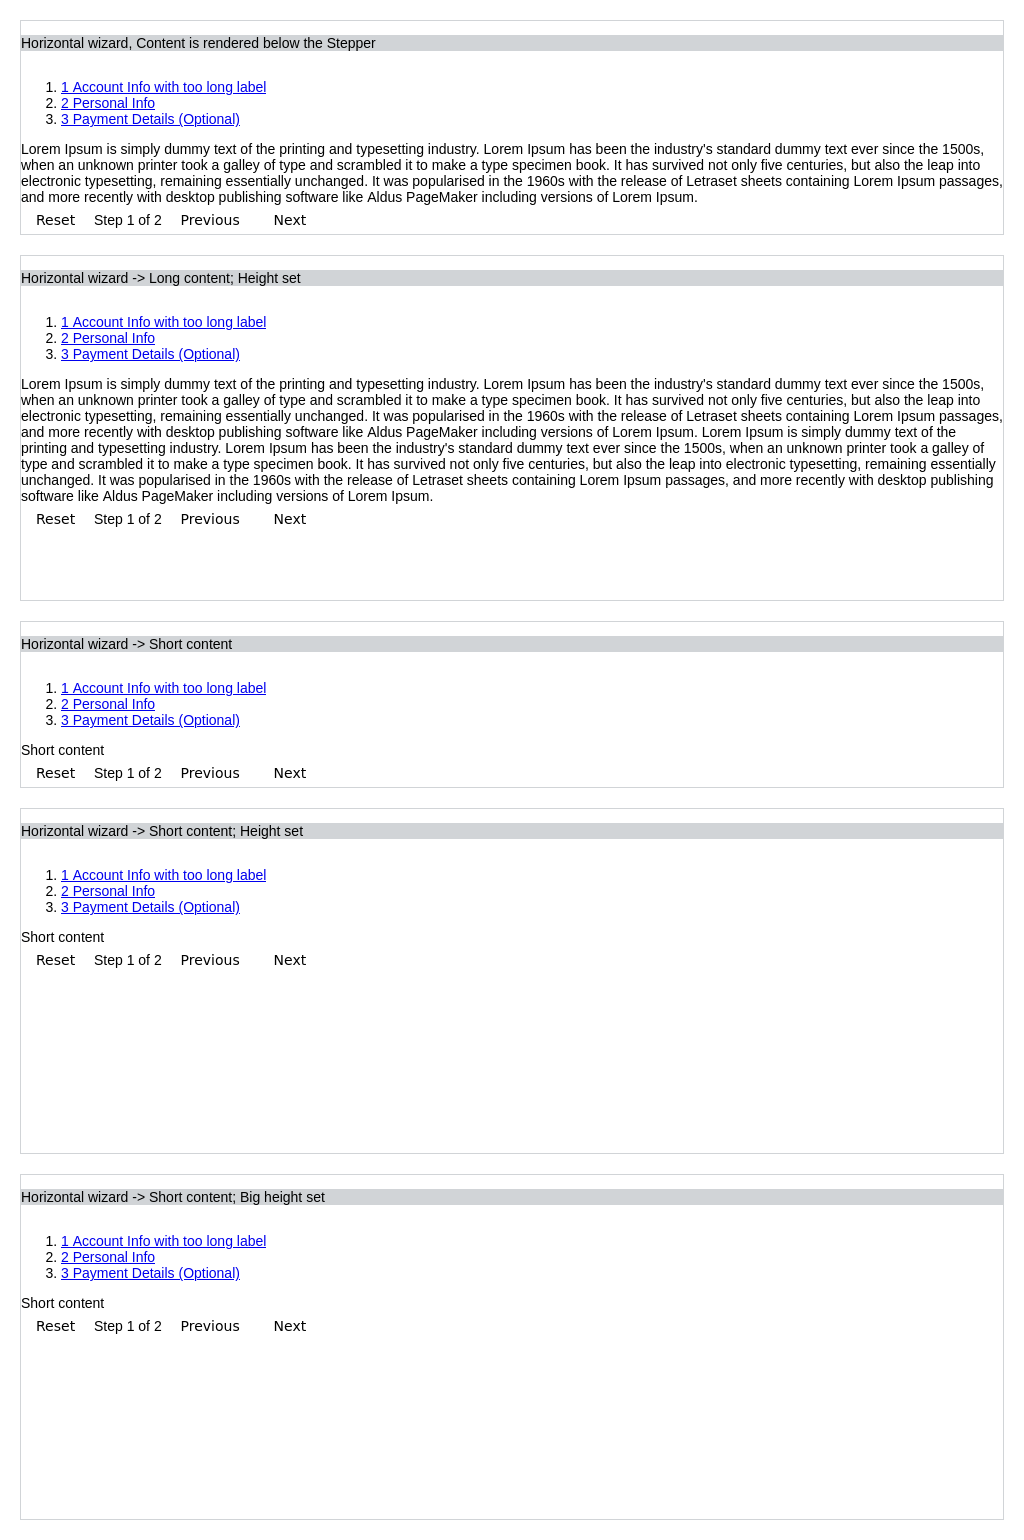 Horizontal wizard, Content is rendered below the Stepper
1. 1 Account Info with too long label
2. 2 Personal Info
3. 3 Payment Details (Optional)
Lorem Ipsum is simply dummy text of the printing and typesetting industry. Lorem Ipsum has been the industry's standard dummy text ever since the 1500s,
when an unknown printer took a galley of type and scrambled it to make a type specimen book. It has survived not only five centuries, but also the leap into
electronic typesetting, remaining essentially unchanged. It was popularised in the 1960s with the release of Letraset sheets containing Lorem Ipsum passages,
and more recently with desktop publishing software like Aldus PageMaker including versions of Lorem Ipsum.
Reset Step 1 of 2 Previous Next
Horizontal wizard -> Long content; Height set
1. 1 Account Info with too long label
2. 2 Personal Info
3. 3 Payment Details (Optional)
Lorem Ipsum is simply dummy text of the printing and typesetting industry. Lorem Ipsum has been the industry's standard dummy text ever since the 1500s,
when an unknown printer took a galley of type and scrambled it to make a type specimen book. It has survived not only five centuries, but also the leap into
electronic typesetting, remaining essentially unchanged. It was popularised in the 1960s with the release of Letraset sheets containing Lorem Ipsum passages,
and more recently with desktop publishing software like Aldus PageMaker including versions of Lorem Ipsum. Lorem Ipsum is simply dummy text of the
printing and typesetting industry. Lorem Ipsum has been the industry's standard dummy text ever since the 1500s, when an unknown printer took a galley of
type and scrambled it to make a type specimen book. It has survived not only five centuries, but also the leap into electronic typesetting, remaining essentially
unchanged. It was popularised in the 1960s with the release of Letraset sheets containing Lorem Ipsum passages, and more recently with desktop publishing
software like Aldus PageMaker including versions of Lorem Ipsum.
Reset Step 1 of 2 Previous Next
Horizontal wizard -> Short content
1. 1 Account Info with too long label
2. 2 Personal Info
3. 3 Payment Details (Optional)
Short content
Reset Step 1 of 2 Previous Next
Horizontal wizard -> Short content; Height set
1. 1 Account Info with too long label
2. 2 Personal Info
3. 3 Payment Details (Optional)
Short content
Reset Step 1 of 2 Previous Next
Horizontal wizard -> Short content; Big height set
1. 1 Account Info with too long label
2. 2 Personal Info
3. 3 Payment Details (Optional)
Short content
Reset Step 1 of 2 Previous Next